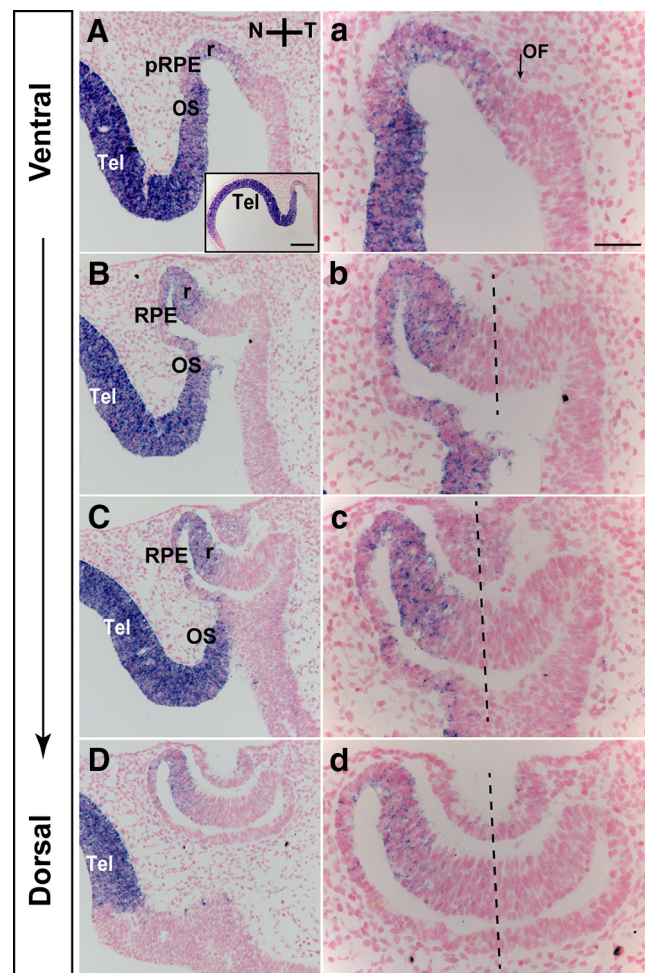 Ventral
Dorsal
A
N T
r
pRPE
OS
Tel
Tel
a
OF
B
r
RPE
OS
Tel
b
C
RPE r
Tel
OS
c
D
Tel
d